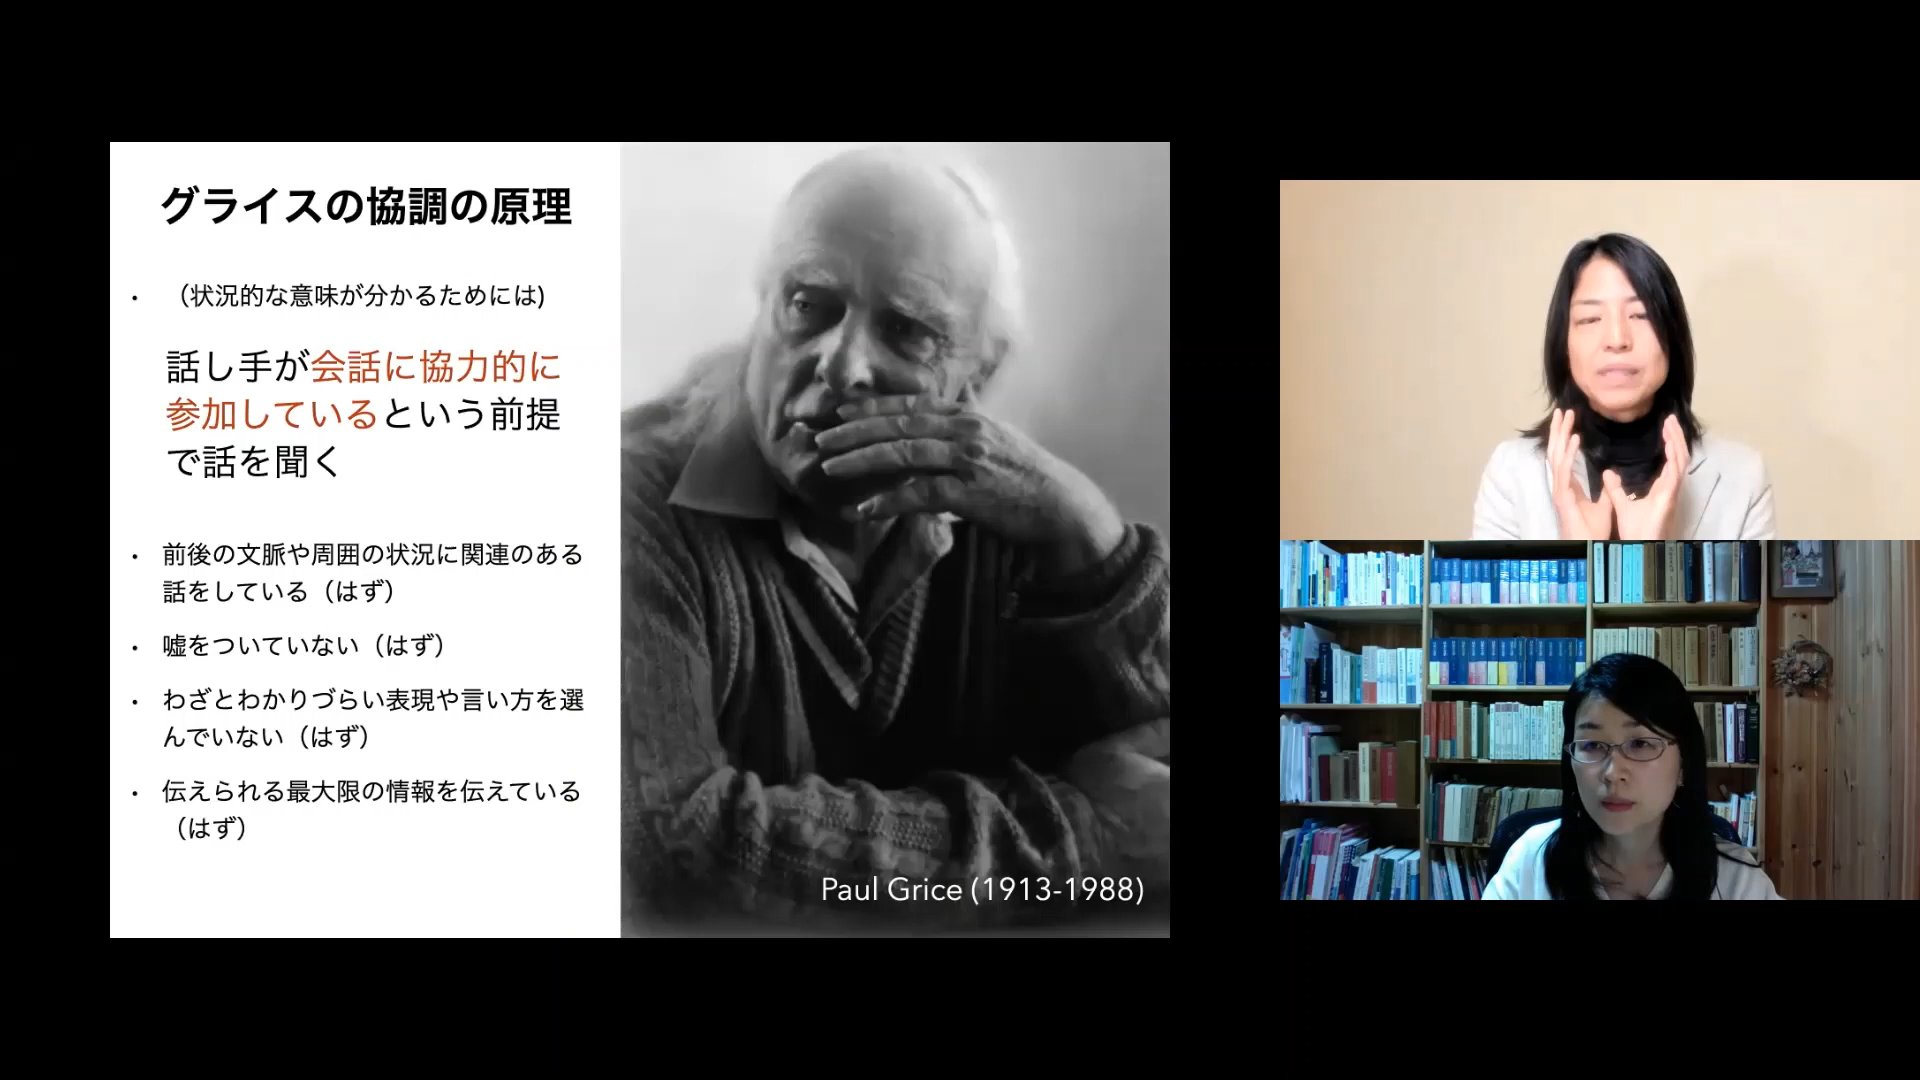 グライスの協調の原理
・ （状況的な意味が分かるためには)
話し手が会話に協力的に
参加しているという前提
で話を聞く
・ 前後の文脈や周囲の状況に関連のある
話をしている（はず）
・ 嘘をついていない（はず）
・ わざとわかりづらい表現や言い方を選
んでいない（はず）
・ 伝えられる最大限の情報を伝えている
（はず）
Paul Grice (1913-1988)